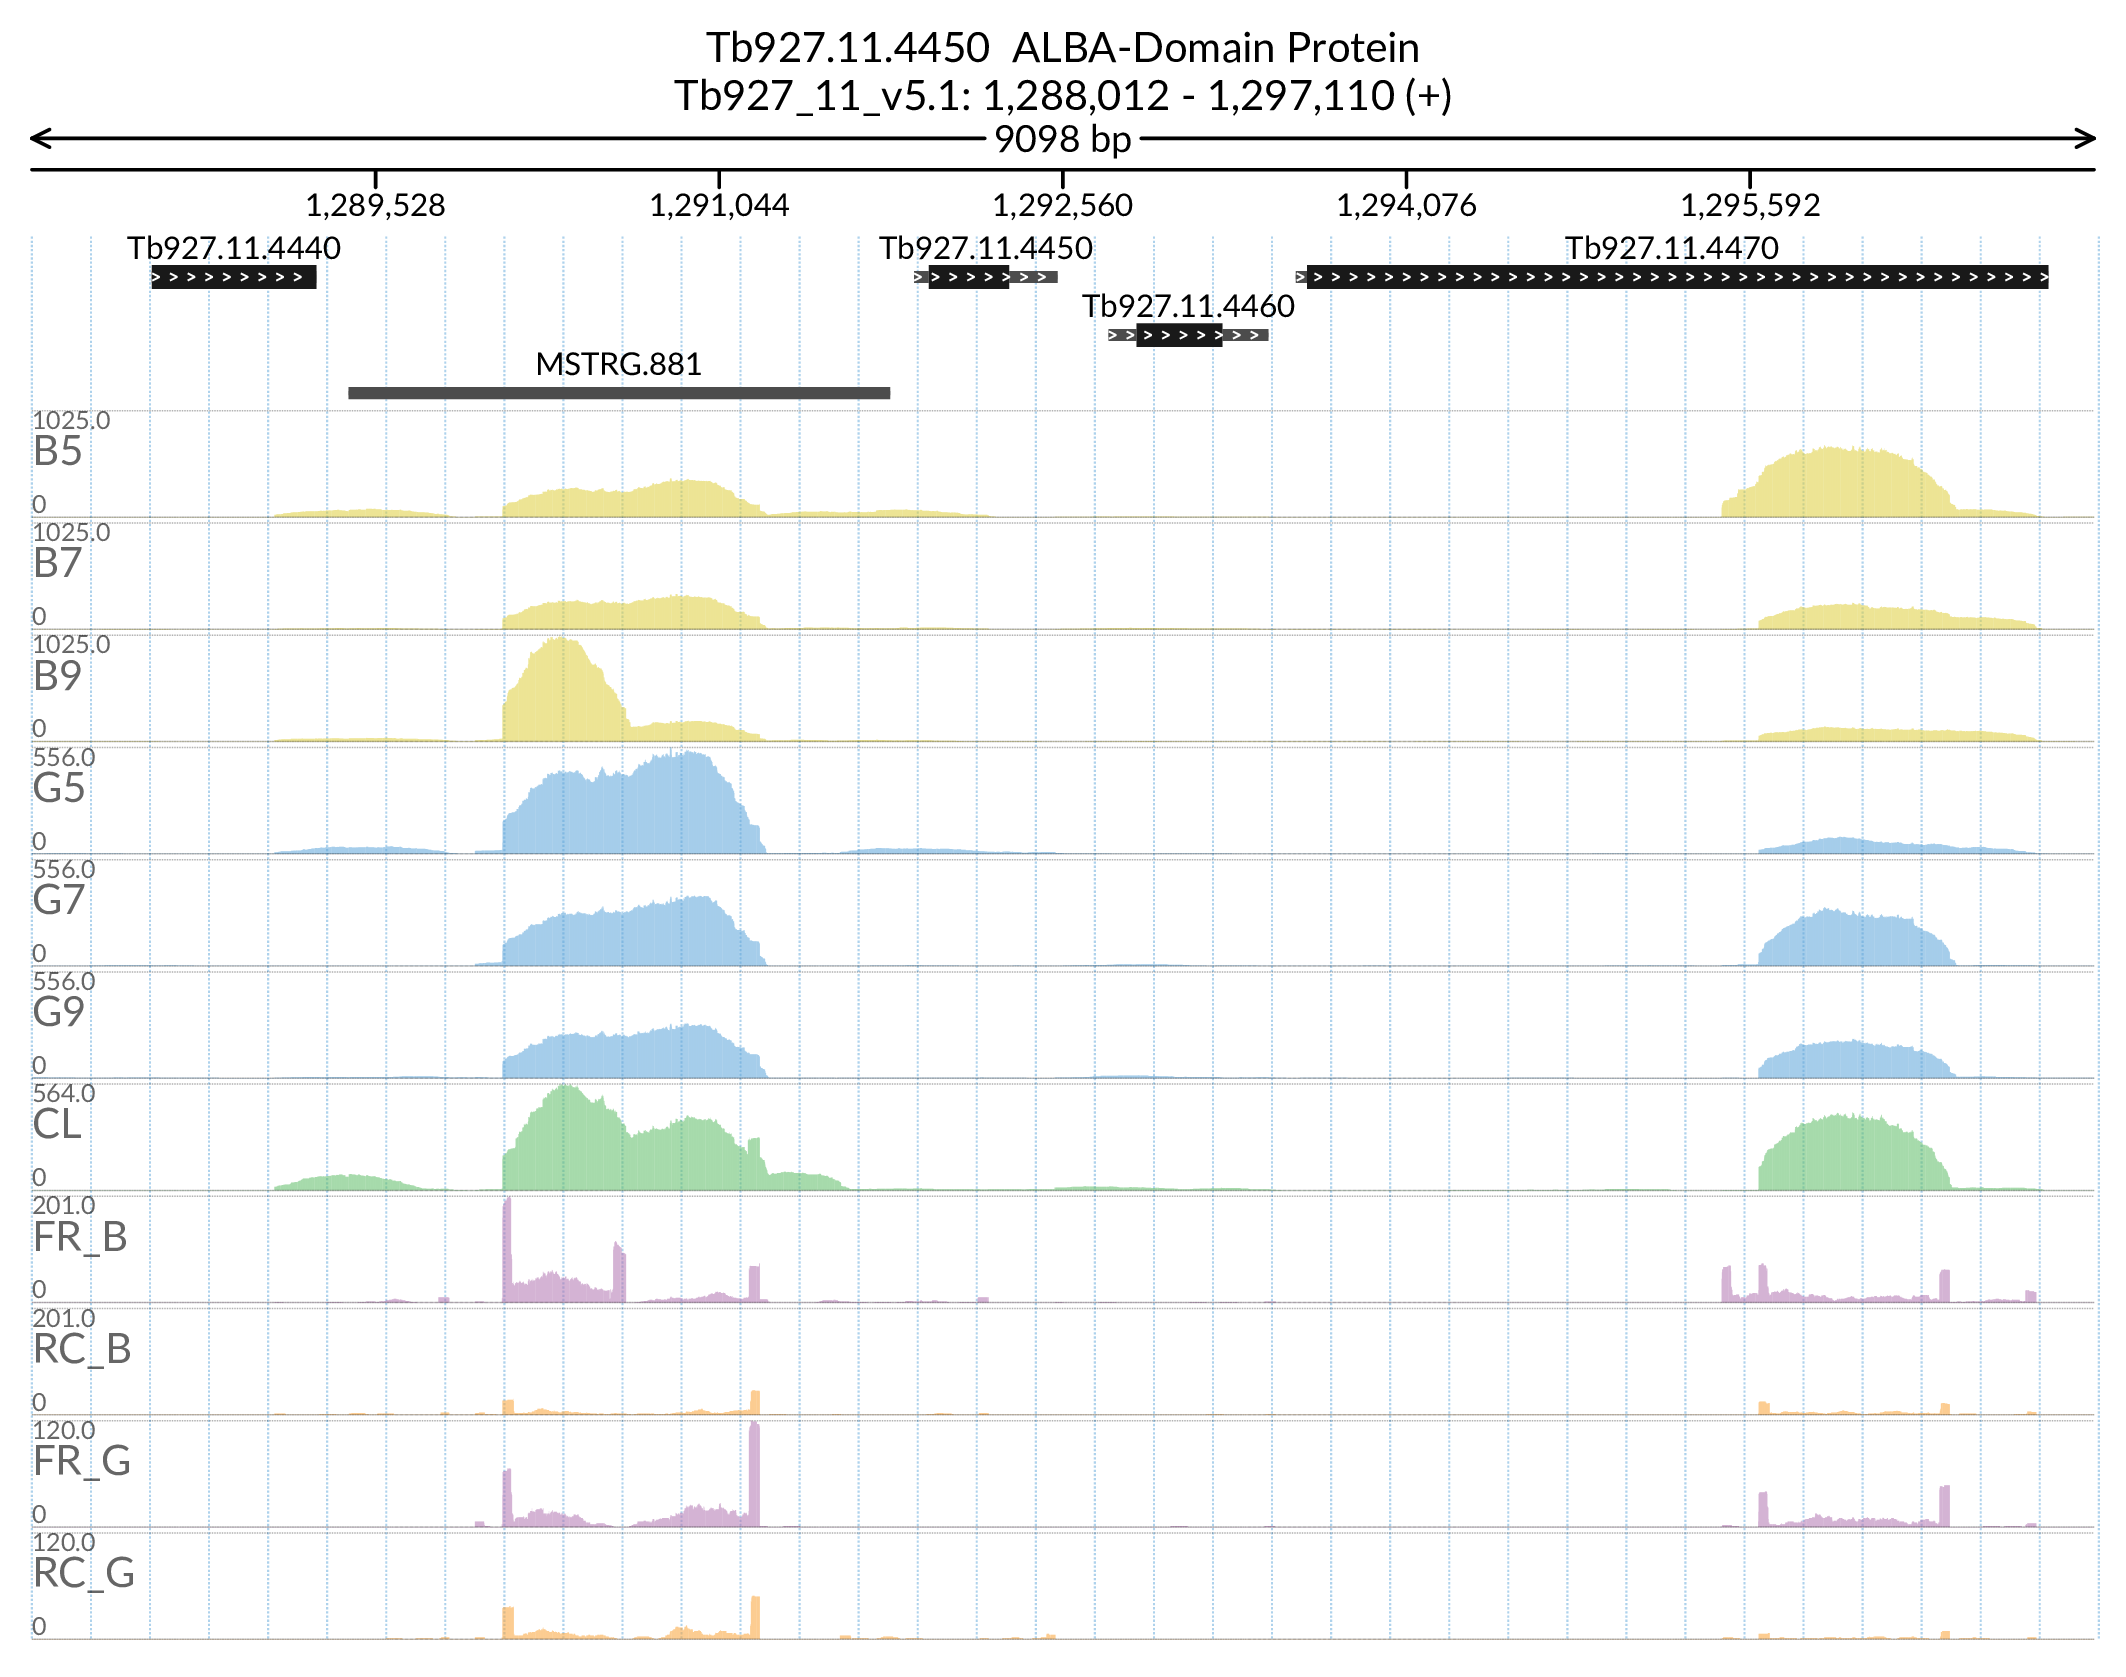 Tb927.11.4450 ALBA-Domain Protein
Tb927_11_v5.1: 1,288,012 - 1,297,110 (+)
9098 bp
1,289,528 1,291,044 1,292,560 1,294,076 1,295,592
Tb927.11.4440 Tb927.11.4450 Tb927.11.4470
Tb927.11.4460
MSTRG.881
1025.0
B5
0
1025.0
B7
0
1025.0
B9
0
556.0
G5
0
556.0
G7
0
556.0
G9
0
564.0
CL
0
201.0
FR_B
0
201.0
RC_B
0
120.0
FR_G
0
120.0
RC_G
0